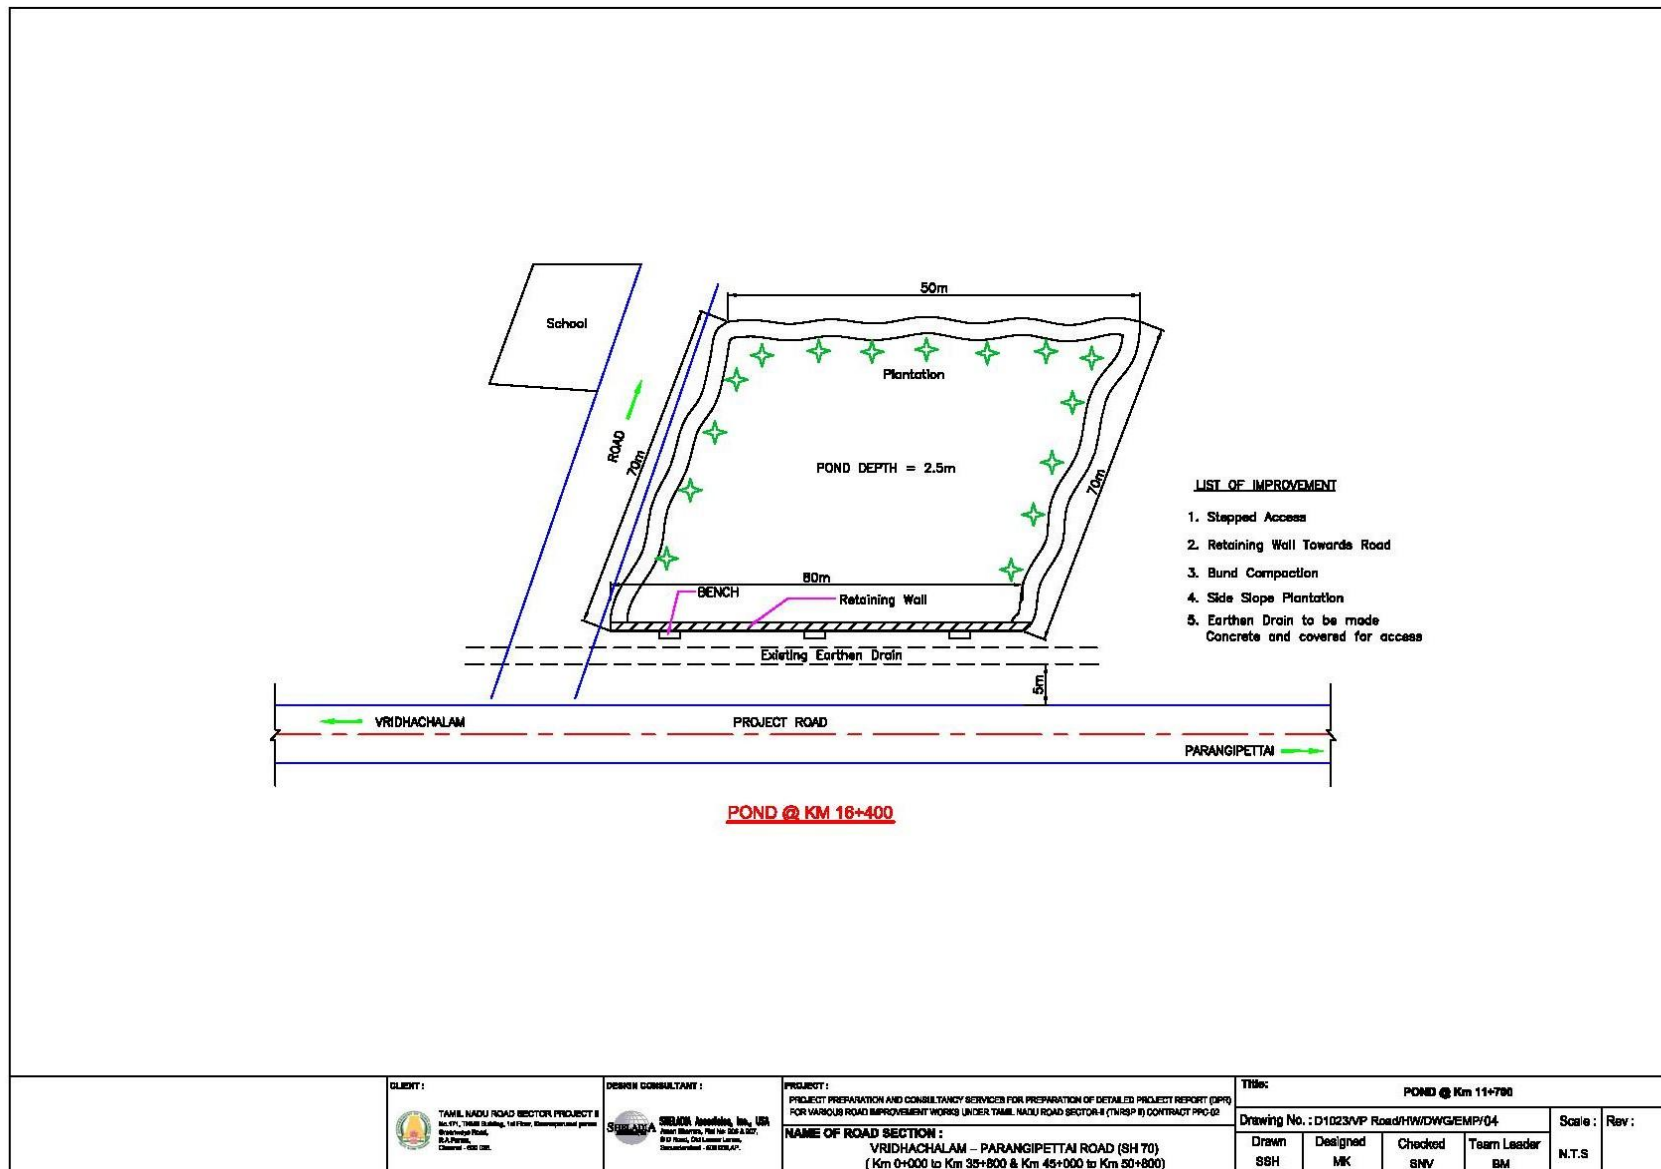 50m
School
Plantation
ROAD
70m
POND DEPTH = 2.5m
70m
LIST OF IMPROVEMENT
1. Stepped Access
2. Retaining Wall Towards Road
3. Bund Compaction
4. Side Slope Plantation
5. Earthen Drain to be made
Concrete and covered for access
BENCH
Retaining Wall
Existing Earthen Drain
5m
VRIDHACHALAM
PROJECT ROAD
PARANGIPETTAI
POND @ KM 16+400
CLIENT :
TAMIL NADU ROAD SECTOR PROJECT II
DESIGN CONSULTANT :
SHELADIA
SHELADIA Associates, Inc., USA
PROJECT :
PROJECT PREPARATION AND CONSULTANCY SERVICES FOR PREPARATION OF DETAILED PROJECT REPORT (DPR)
FOR VARIOUS ROAD IMPROVEMENT WORKS UNDER TAMIL NADU ROAD SECTOR-II (TNRSP II) CONTRACT PPC-02
NAME OF ROAD SECTION :
VRIDHACHALAM – PARANGIPETTAI ROAD (SH 70)
( Km 0+000 to Km 35+800 & Km 45+000 to Km 50+800)
Title:
POND @ Km 11+790
Drawing No. : D1023/VP Road/HW/DWG/EMP/04
Scale :
Rev :
Drawn
Designed
Checked
Team Leader
N.T.S
SSH
MK
SNV
BM